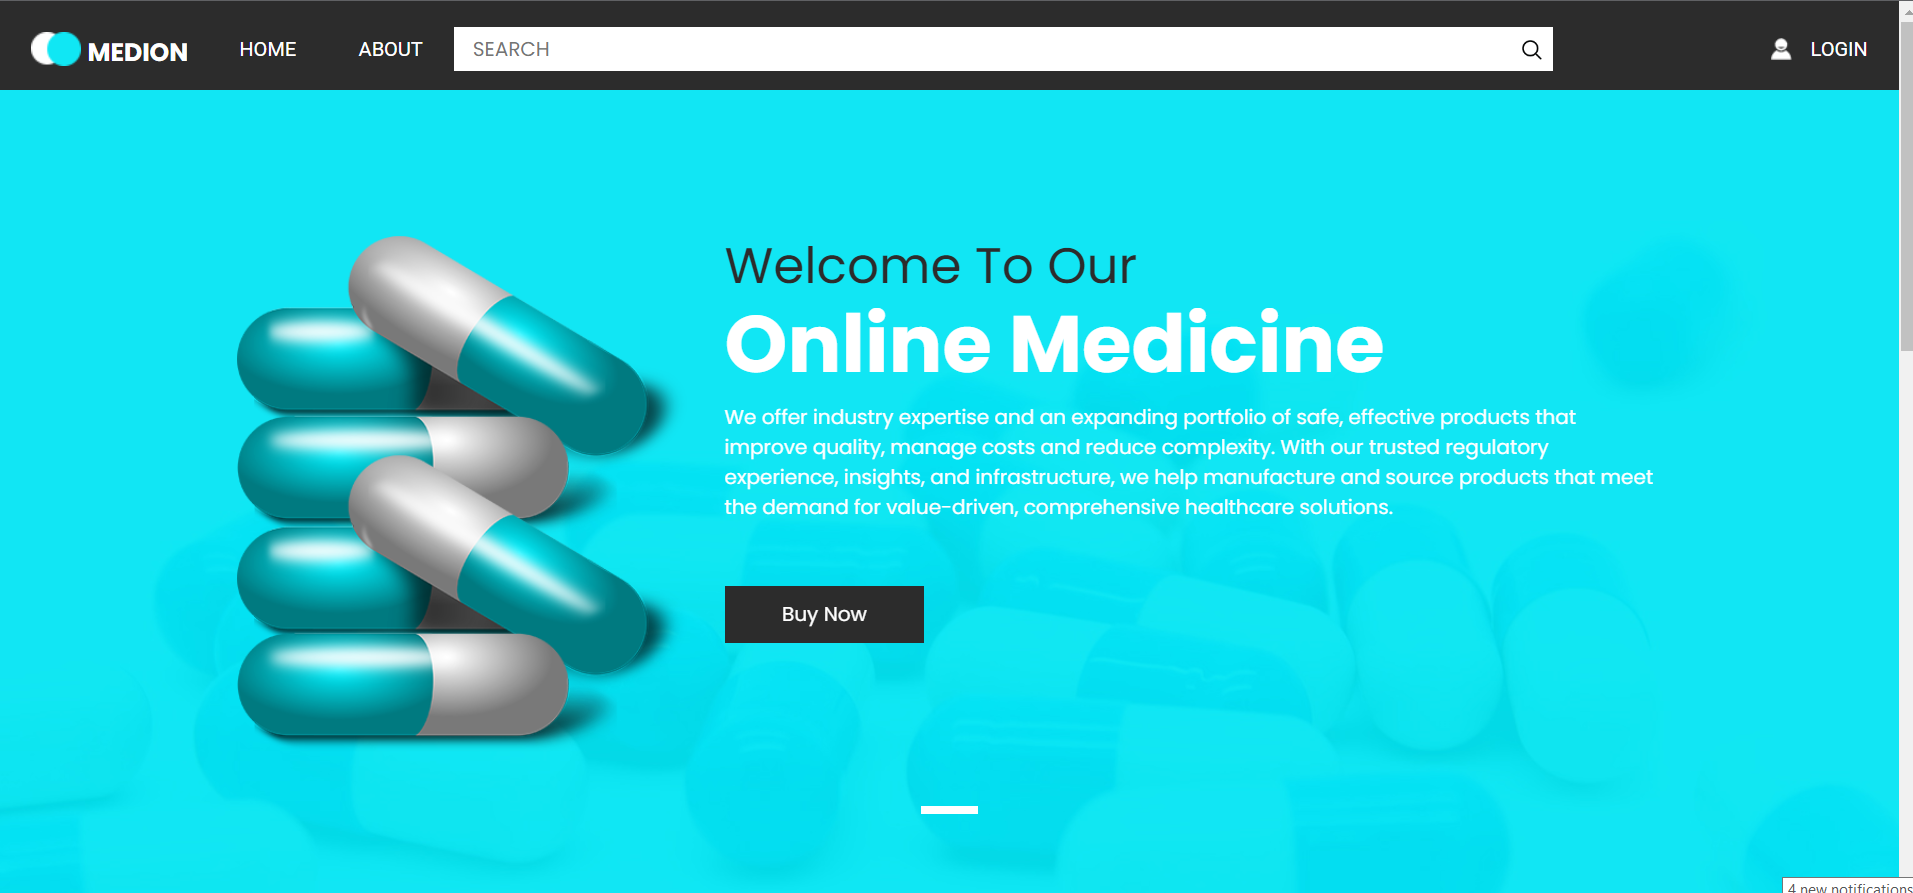 MEDION
HOME
ABOUT
SEARCH
LOGIN
Welcome To Our
Online Medicine
We offer industry expertise and an expanding portfolio of safe, effective products that
improve quality, manage costs and reduce complexity. With our trusted regulatory
experience, insights, and infrastructure, we help manufacture and source products that meet
the demand for value-driven, comprehensive healthcare solutions.
Buy Now
4 new notifications